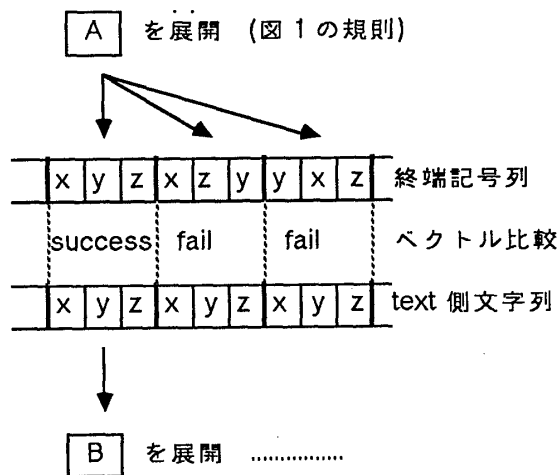 A を展開 (図1の規則)
x y z x z y y x z 終端記号列
success fail fail ベクトル比較
x y z x y z x y z text 側文字列
B を展開 ................